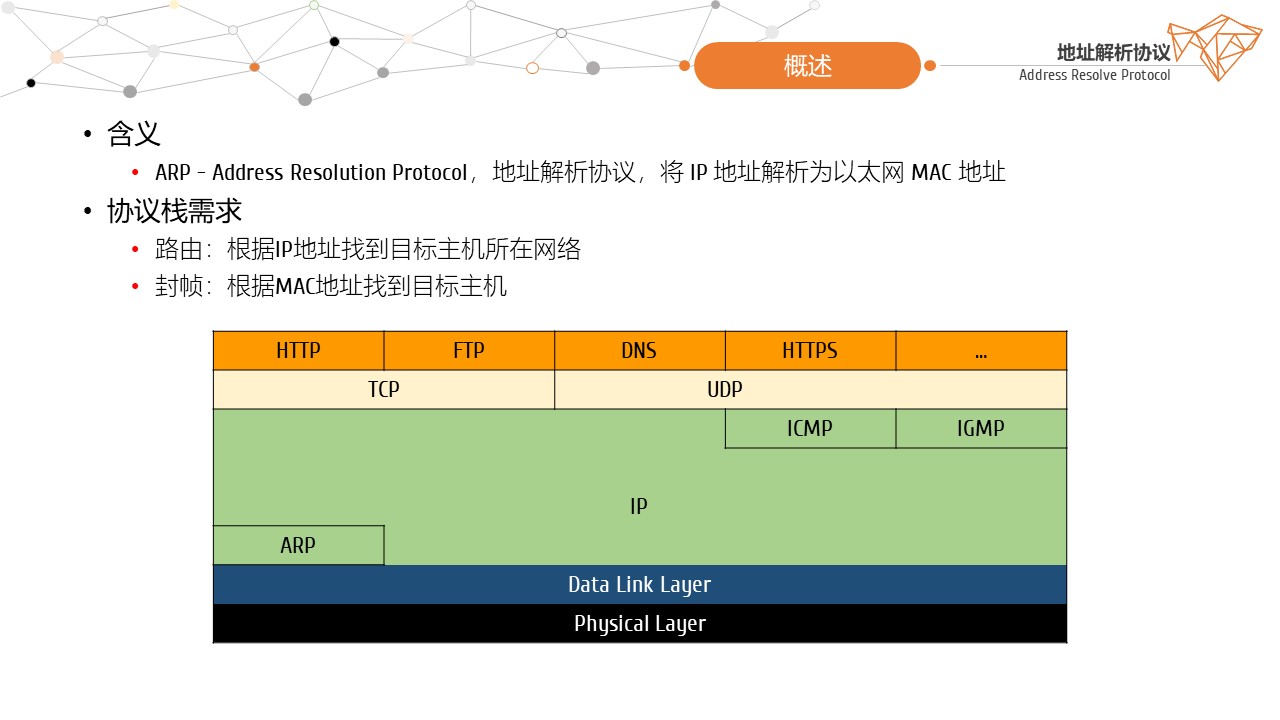 概述
地址解析协议
Address Resolve Protocol
• 含义
• ARP - Address Resolution Protocol，地址解析协议，将 IP 地址解析为以太网 MAC 地址
• 协议栈需求
• 路由：根据IP地址找到目标主机所在网络
• 封帧：根据MAC地址找到目标主机
HTTP FTP DNS HTTPS ...
TCP UDP
ICMP IGMP
IP
ARP
Data Link Layer
Physical Layer